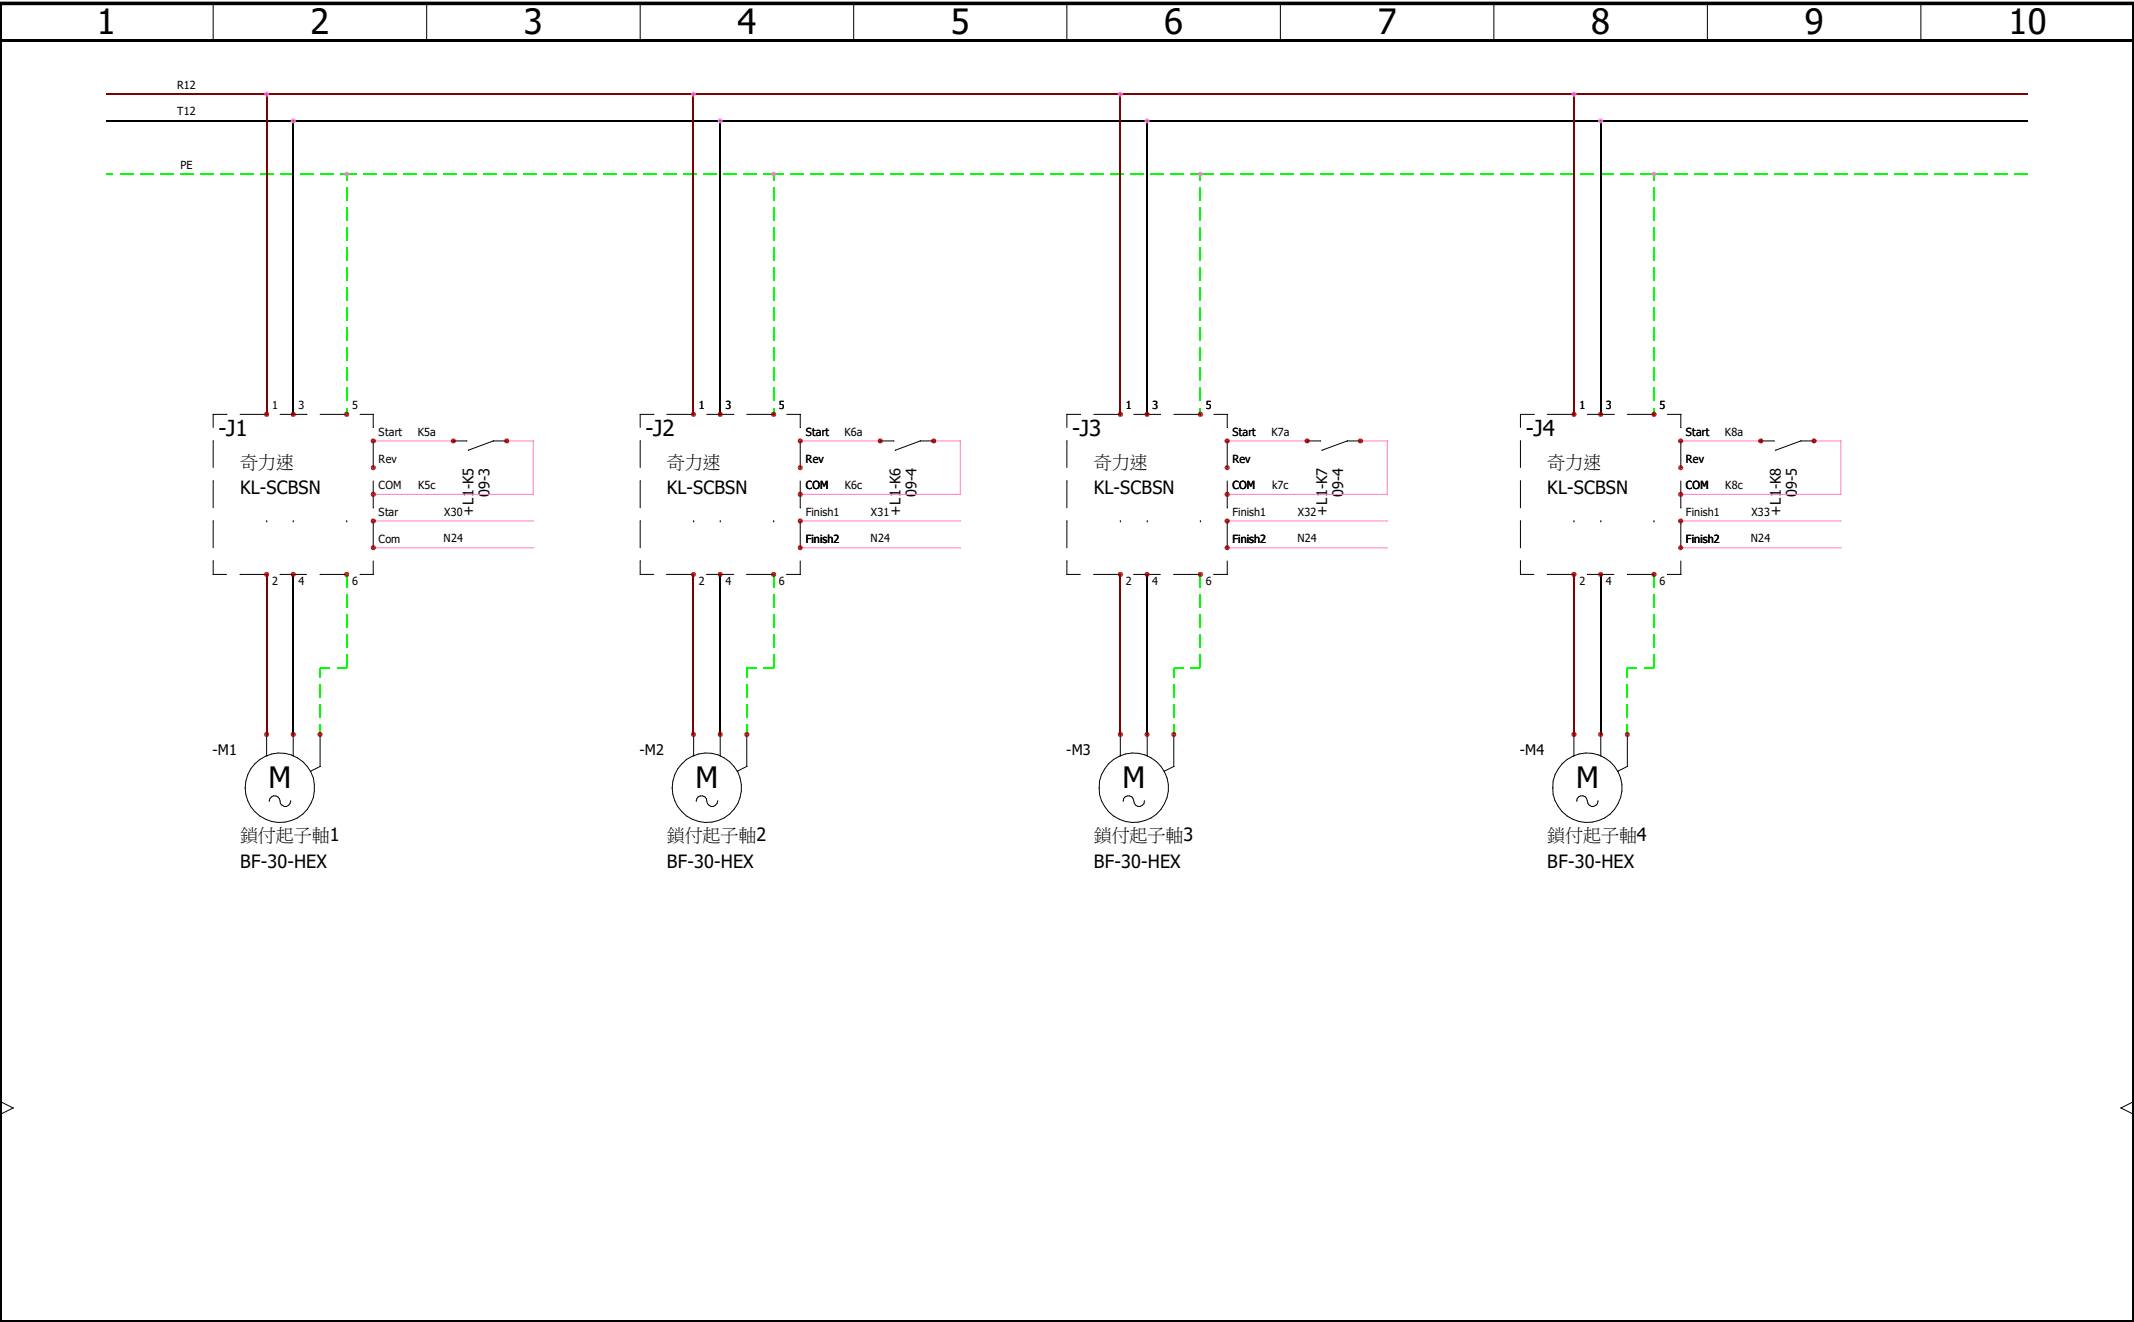 1 2 3 4 5 6 7 8 9 10
R12
T12
PE
1 3 5
-J1
奇力速
KL-SCBSN
Start K5a
Rev
COM K5c
Star X30
Com N24
+L1-K5
09-3
2 4 6
-M1
M
鎖付起子軸1
BF-30-HEX
1 3 5
-J2
奇力速
KL-SCBSN
Start K6a
Rev
COM K6c
Finish1 X31
Finish2 N24
+L1-K6
09-4
2 4 6
-M2
M
鎖付起子軸2
BF-30-HEX
1 3 5
-J3
奇力速
KL-SCBSN
Start K7a
Rev
COM k7c
Finish1 X32
Finish2 N24
+L1-K7
09-4
2 4 6
-M3
M
鎖付起子軸3
BF-30-HEX
1 3 5
-J4
奇力速
KL-SCBSN
Start K8a
Rev
COM K8c
Finish1 X33
Finish2 N24
+L1-K8
09-5
2 4 6
-M4
M
鎖付起子軸4
BF-30-HEX